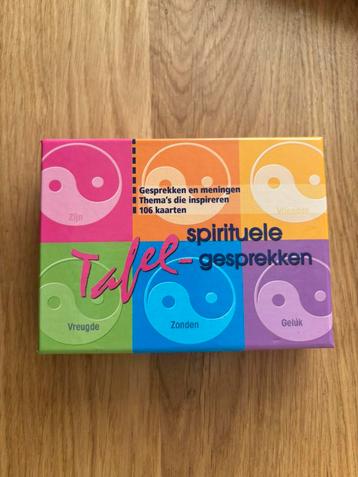 Gesprekken en meningen
Thema's die inspireren
106 kaarten
Zijn
spirituele
Tafel-gesprekken
Vreugde
Zonden
Geluk